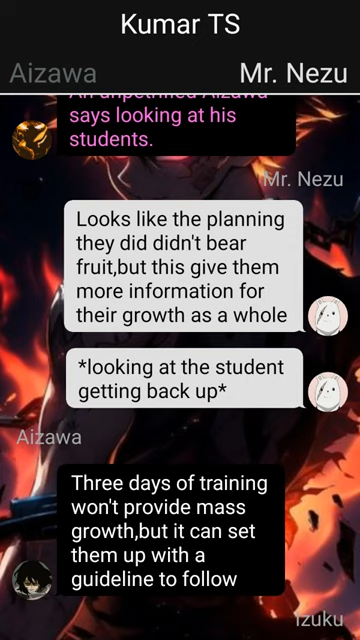 Kumar TS
Aizawa
Mr. Nezu
An unpetrified Aizawa
says looking at his
students.
Mr. Nezu
Looks like the planning
they did didn't bear
fruit,but this give them
more information for
their growth as a whole
*looking at the student
getting back up*
Aizawa
Three days of training
won't provide mass
growth,but it can set
them up with a
guideline to follow
Izuku